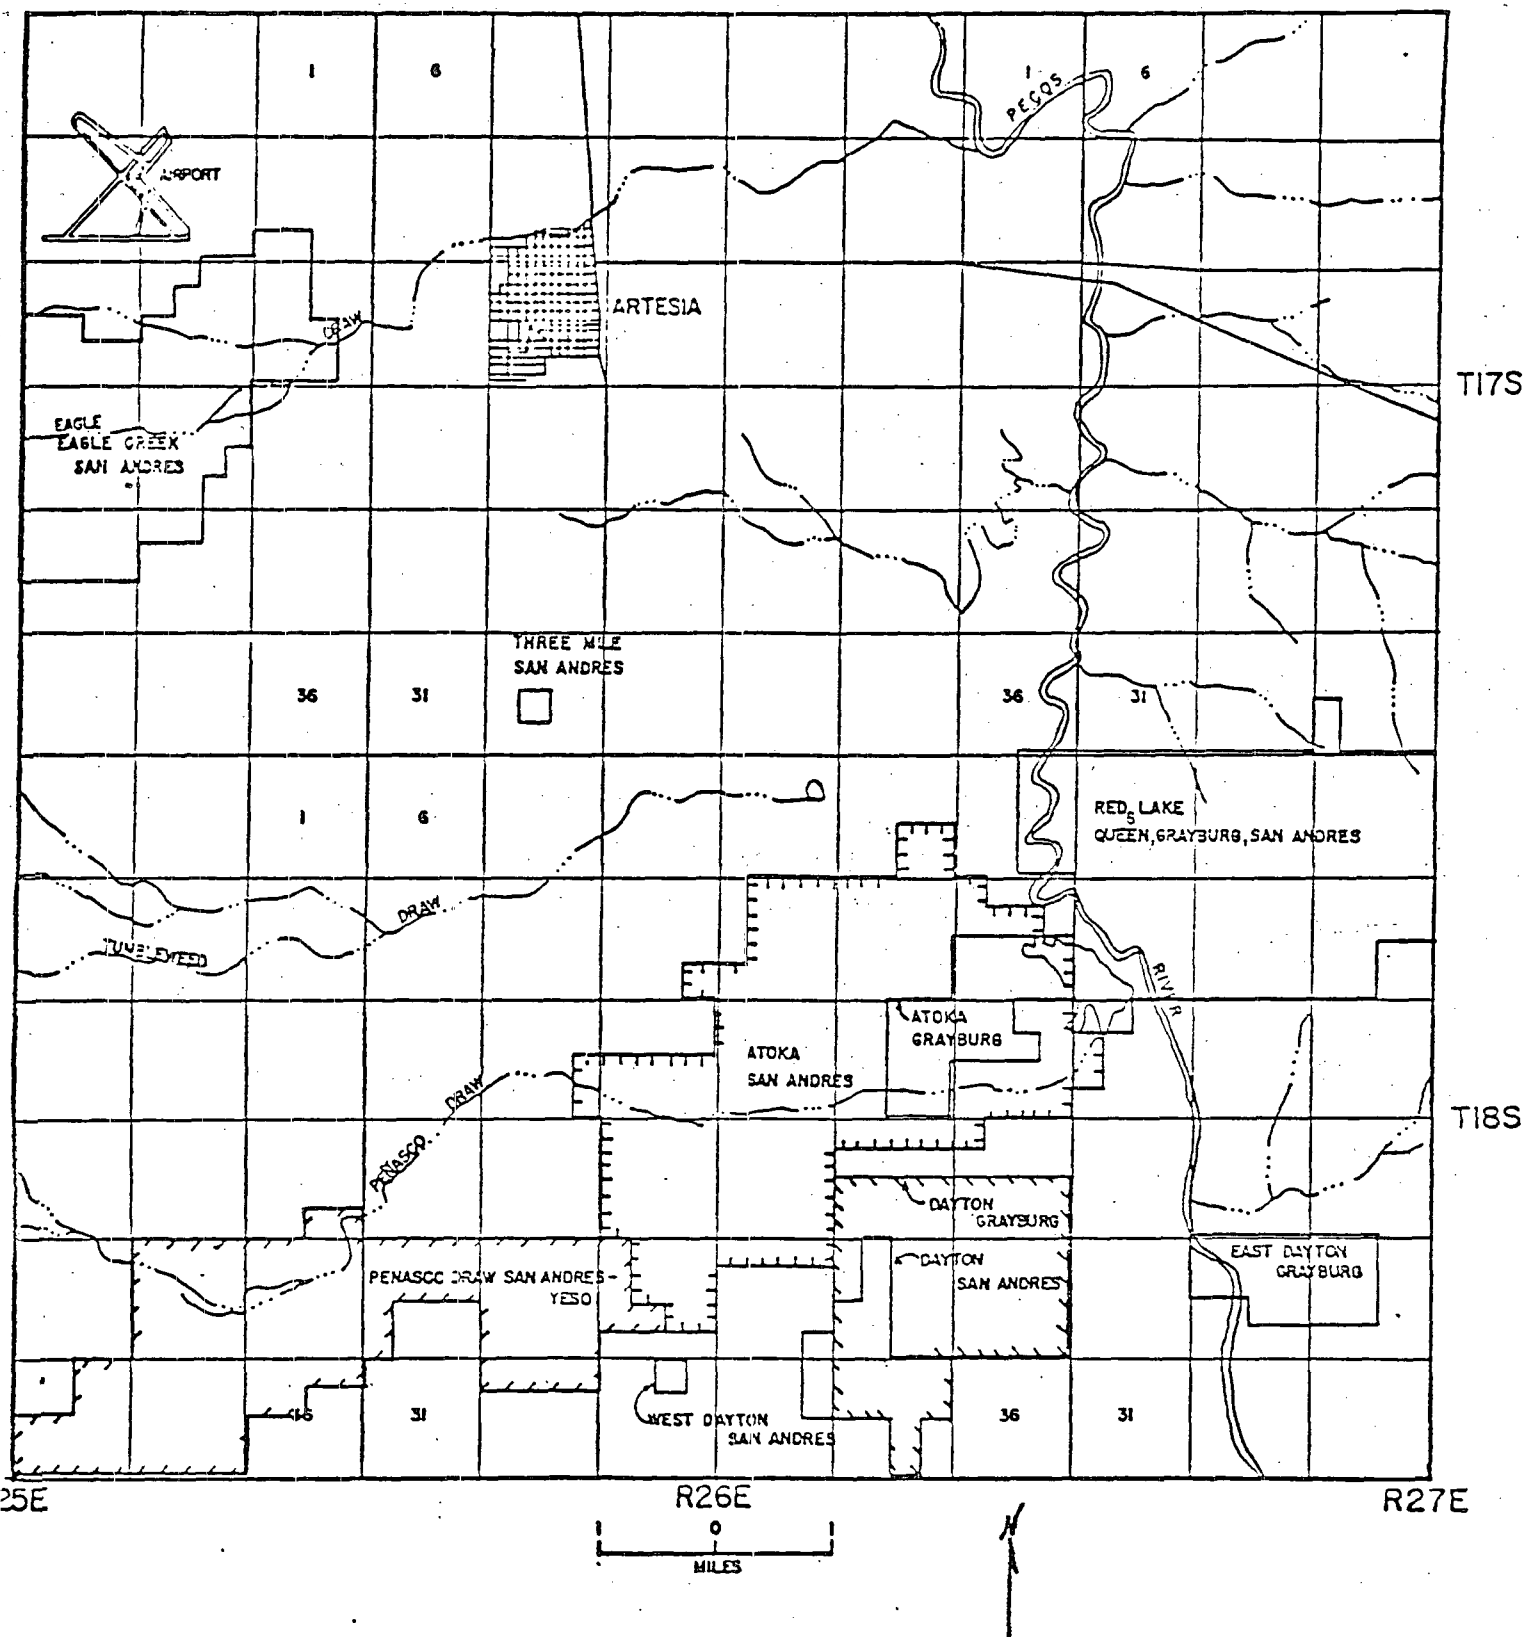 1
6
1
6
PECOS
AIRPORT
ARTESIA
DRAW
T17S
EAGLE
EAGLE CREEK
SAN ANDRES
THREE MILE
SAN ANDRES
36
31
36
31
1
6
RED LAKE
S
QUEEN, GRAYBURG, SAN ANDRES
DRAW
TUMBLEWEED
RIVER
ATOKA
GRAYBURG
ATOKA
SAN ANDRES
DRAW
T18S
PENASCO
DAYTON
GRAYBURG
DAYTON
SAN ANDRES
EAST DAYTON
GRAYBURG
PENASCO DRAW SAN ANDRES-
YESO
36
31
WEST DAYTON
SAN ANDRES
36
31
25E
R26E
R27E
1 0 1
MILES
N